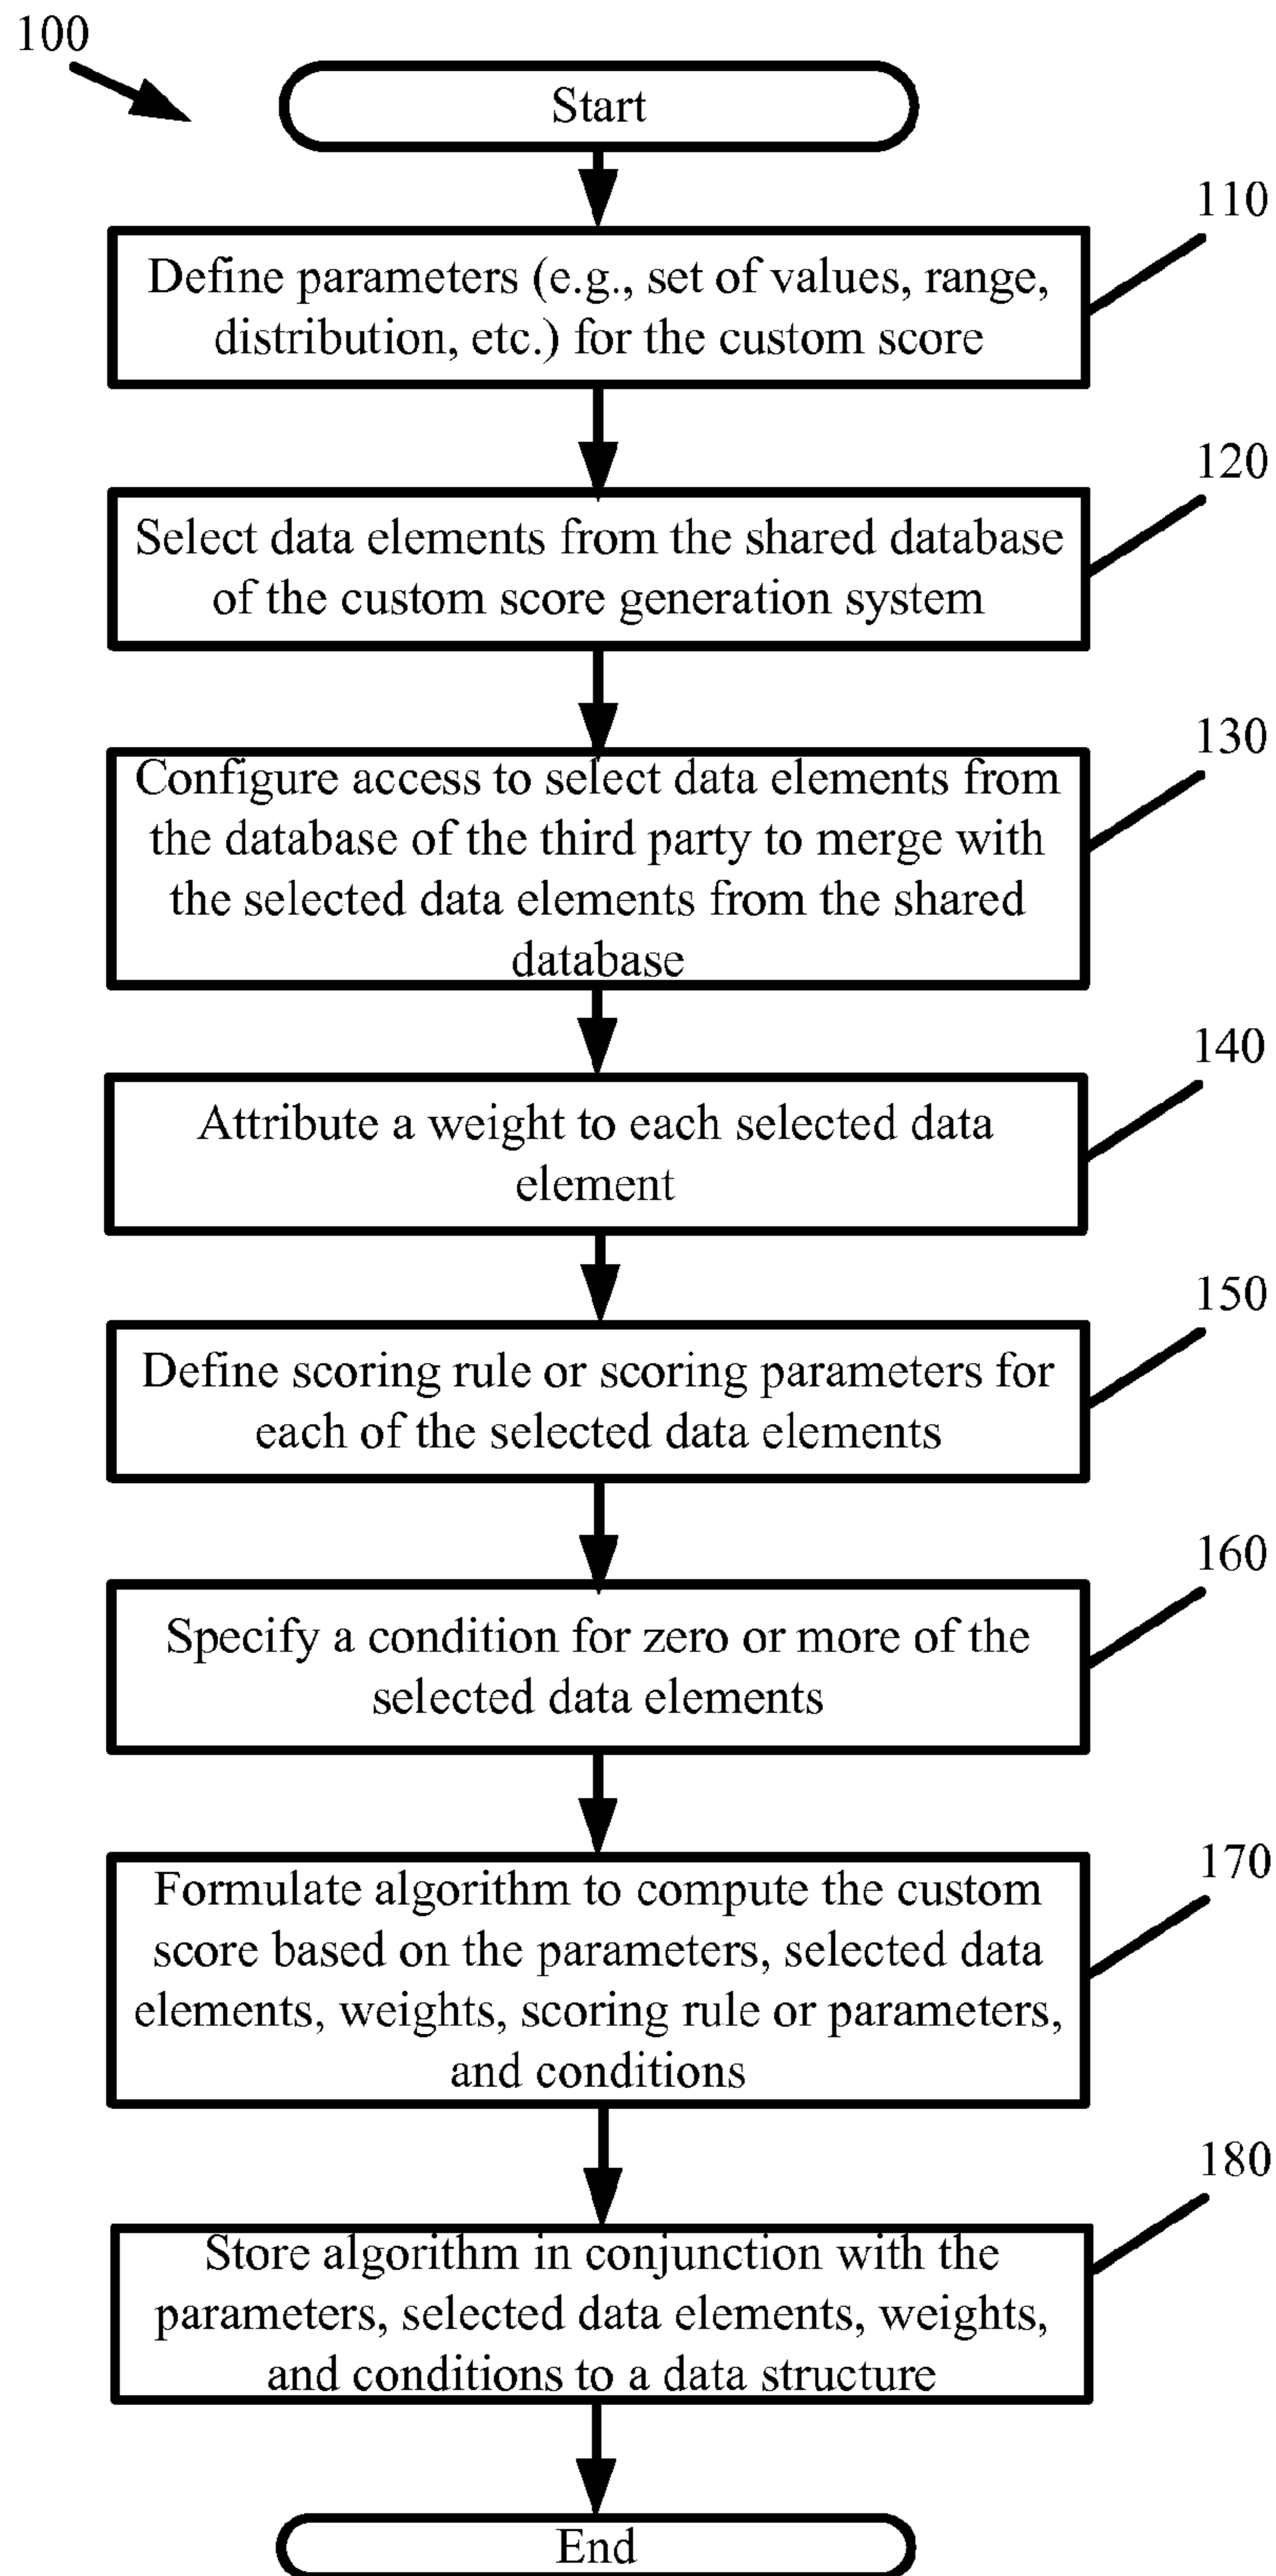 100
Start
110
Define parameters (e.g., set of values, range,
distribution, etc.) for the custom score
120
Select data elements from the shared database
of the custom score generation system
130
Configure access to select data elements from
the database of the third party to merge with
the selected data elements from the shared
database
140
Attribute a weight to each selected data
element
150
Define scoring rule or scoring parameters for
each of the selected data elements
160
Specify a condition for zero or more of the
selected data elements
170
Formulate algorithm to compute the custom
score based on the parameters, selected data
elements, weights, scoring rule or parameters,
and conditions
180
Store algorithm in conjunction with the
parameters, selected data elements, weights,
and conditions to a data structure
End